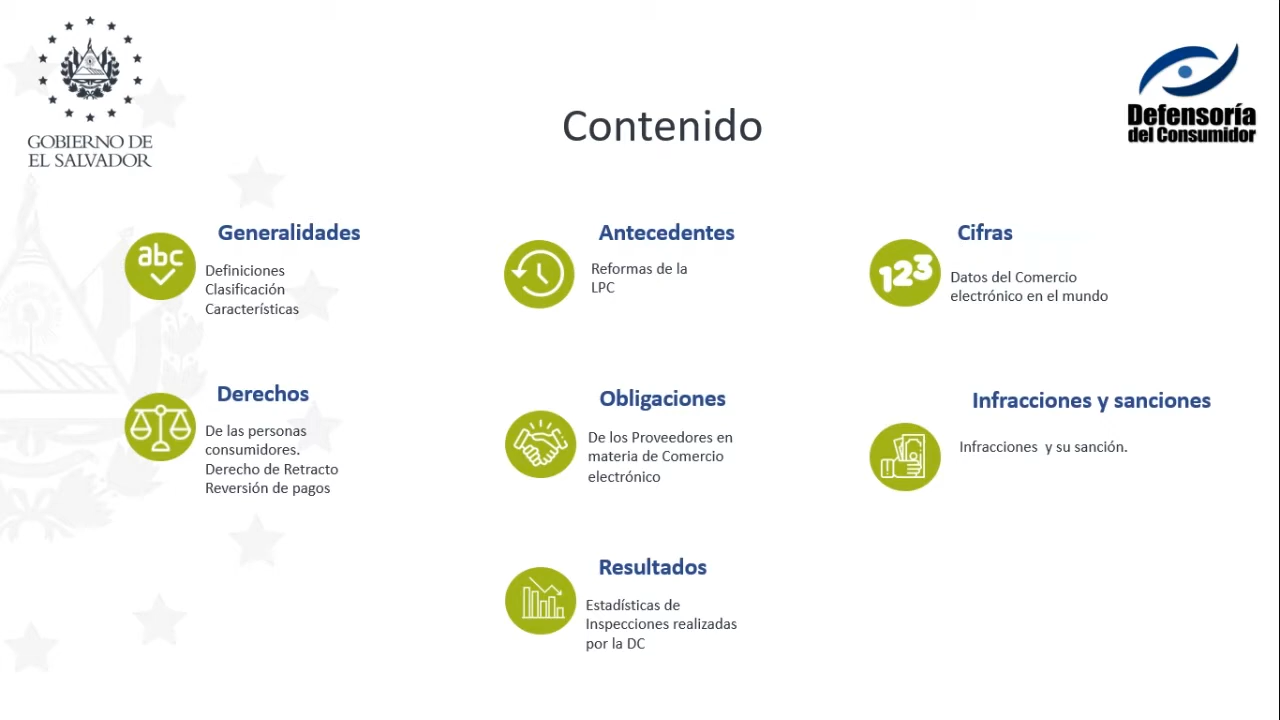 GOBIERNO DE
EL SALVADOR
Defensoría
del Consumidor
Contenido
abc
Generalidades
Definiciones
Clasificación
Características
Antecedentes
Reformas de la
LPC
123
Cifras
Datos del Comercio
electrónico en el mundo
Derechos
De las personas
consumidores.
Derecho de Retracto
Reversión de pagos
Obligaciones
De los Proveedores en
materia de Comercio
electrónico
Infracciones y sanciones
Infracciones y su sanción.
Resultados
Estadísticas de
Inspecciones realizadas
por la DC